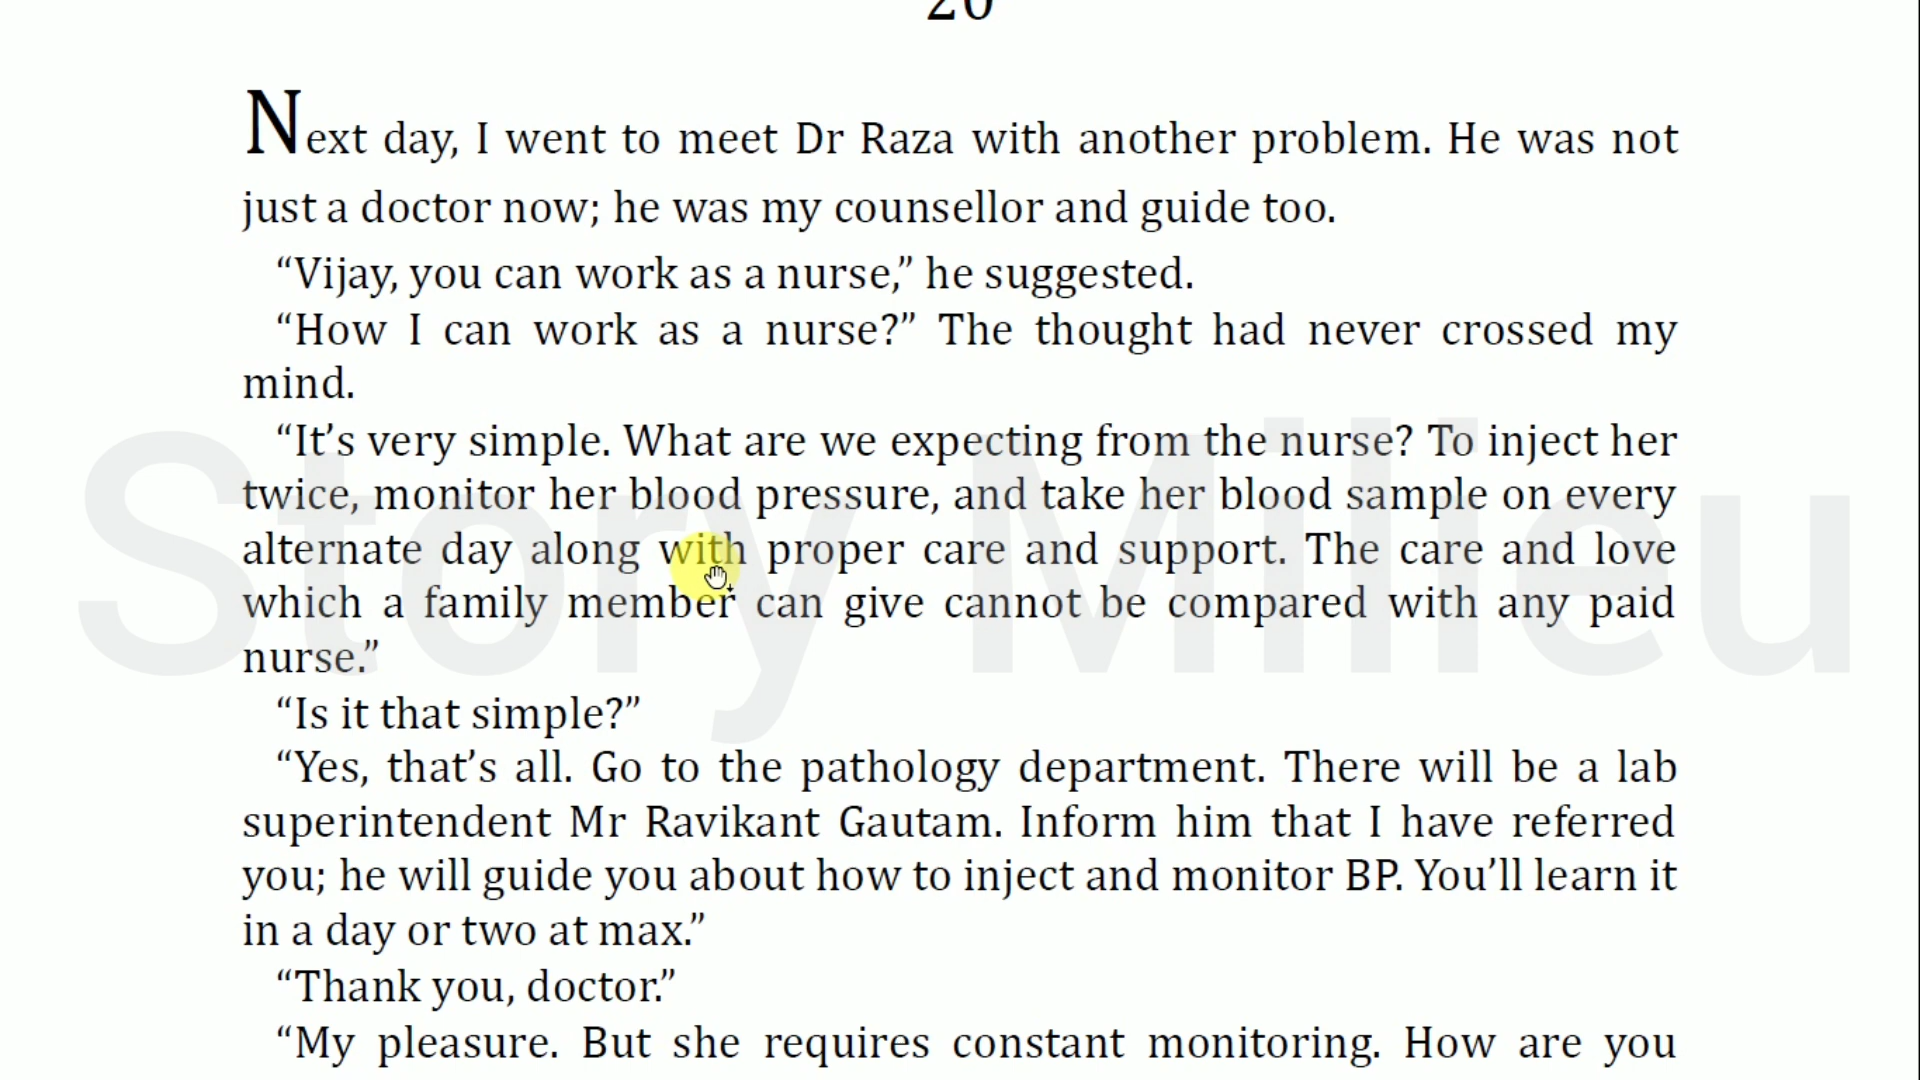 20
Next day, I went to meet Dr Raza with another problem. He was not
just a doctor now; he was my counsellor and guide too.
“Vijay, you can work as a nurse,” he suggested.
“How I can work as a nurse?” The thought had never crossed my
mind.
“It’s very simple. What are we expecting from the nurse? To inject her
twice, monitor her blood pressure, and take her blood sample on every
alternate day along with proper care and support. The care and love
which a family member can give cannot be compared with any paid
nurse.”
“Is it that simple?”
“Yes, that’s all. Go to the pathology department. There will be a lab
superintendent Mr Ravikant Gautam. Inform him that I have referred
you; he will guide you about how to inject and monitor BP. You’ll learn it
in a day or two at max.”
“Thank you, doctor.”
“My pleasure. But she requires constant monitoring. How are you
Story Milieu